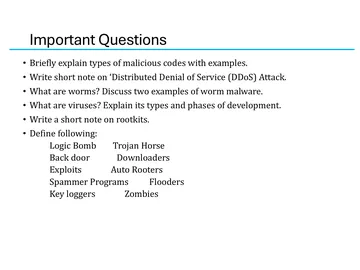 Important Questions
• Briefly explain types of malicious codes with examples.
• Write short note on 'Distributed Denial of Service (DDoS) Attack.
• What are worms? Discuss two examples of worm malware.
• What are viruses? Explain its types and phases of development.
• Write a short note on rootkits.
• Define following:
Logic Bomb Trojan Horse
Back door Downloaders
Exploits Auto Rooters
Spammer Programs Flooders
Key loggers Zombies